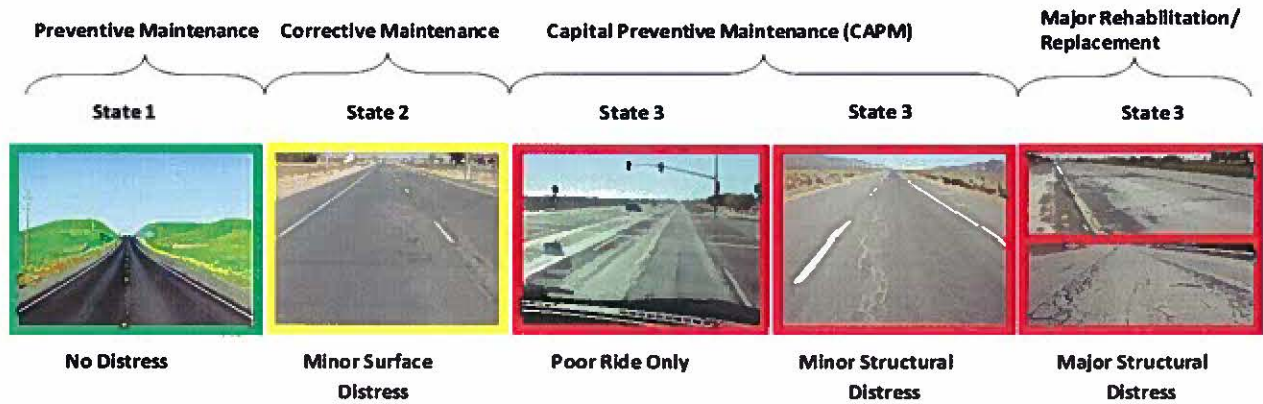 Preventive Maintenance
Corrective Maintenance
Capital Preventive Maintenance (CAPM)
Major Rehabilitation/
Replacement
State 1
State 2
State 3
State 3
State 3
No Distress
Minor Surface
Distress
Poor Ride Only
Minor Structural
Distress
Major Structural
Distress